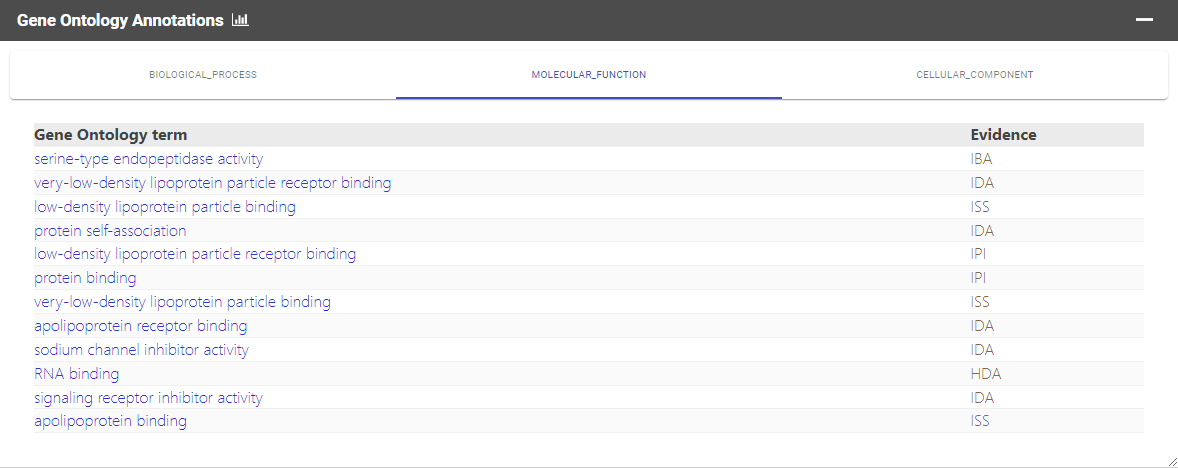 Gene Ontology Annotations
BIOLOGICAL_PROCESS MOLECULAR_FUNCTION CELLULAR_COMPONENT
Gene Ontology term Evidence
serine-type endopeptidase activity IBA
very-low-density lipoprotein particle receptor binding IDA
low-density lipoprotein particle binding ISS
protein self-association IDA
low-density lipoprotein particle receptor binding IPI
protein binding IPI
very-low-density lipoprotein particle binding ISS
apolipoprotein receptor binding IDA
sodium channel inhibitor activity IDA
RNA binding HDA
signaling receptor inhibitor activity IDA
apolipoprotein binding ISS